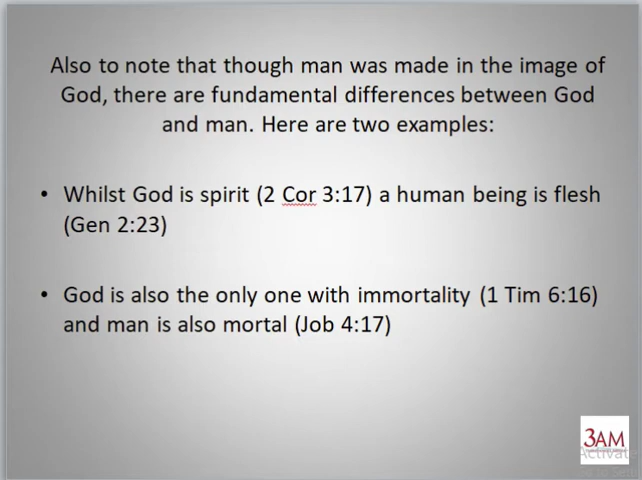 Also to note that though man was made in the image of
God, there are fundamental differences between God
and man. Here are two examples:
• Whilst God is spirit (2 Cor 3:17) a human being is flesh
(Gen 2:23)
• God is also the only one with immortality (1 Tim 6:16)
and man is also mortal (Job 4:17)
3AM
Activate